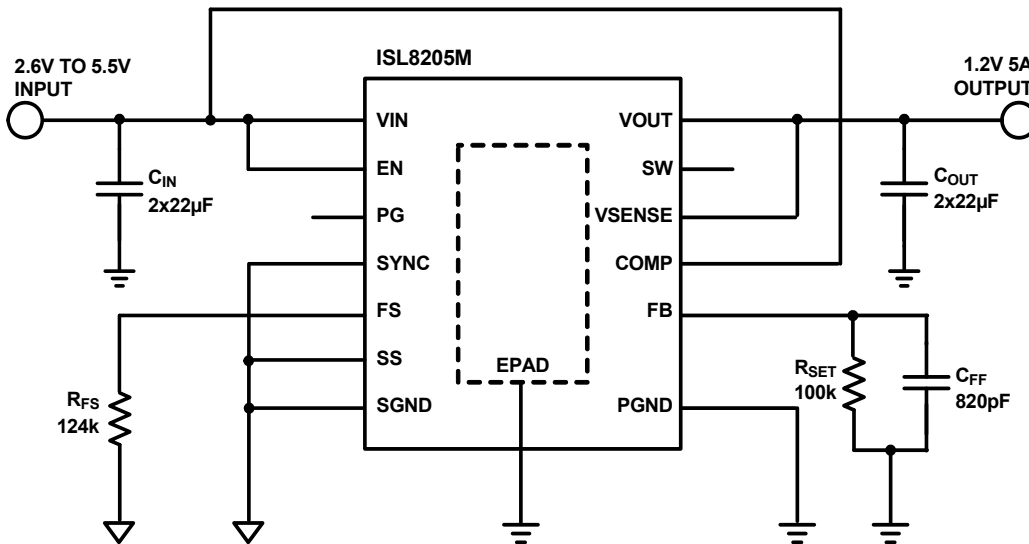 ISL8205M
2.6V TO 5.5V
INPUT
1.2V 5A
OUTPUT
VIN
EN
PG
SYNC
FS
SS
SGND
VOUT
SW
VSENSE
COMP
FB
PGND
EPAD
CIN
2x22µF
COUT
2x22µF
RFS
124k
RSET
100k
CFF
820pF